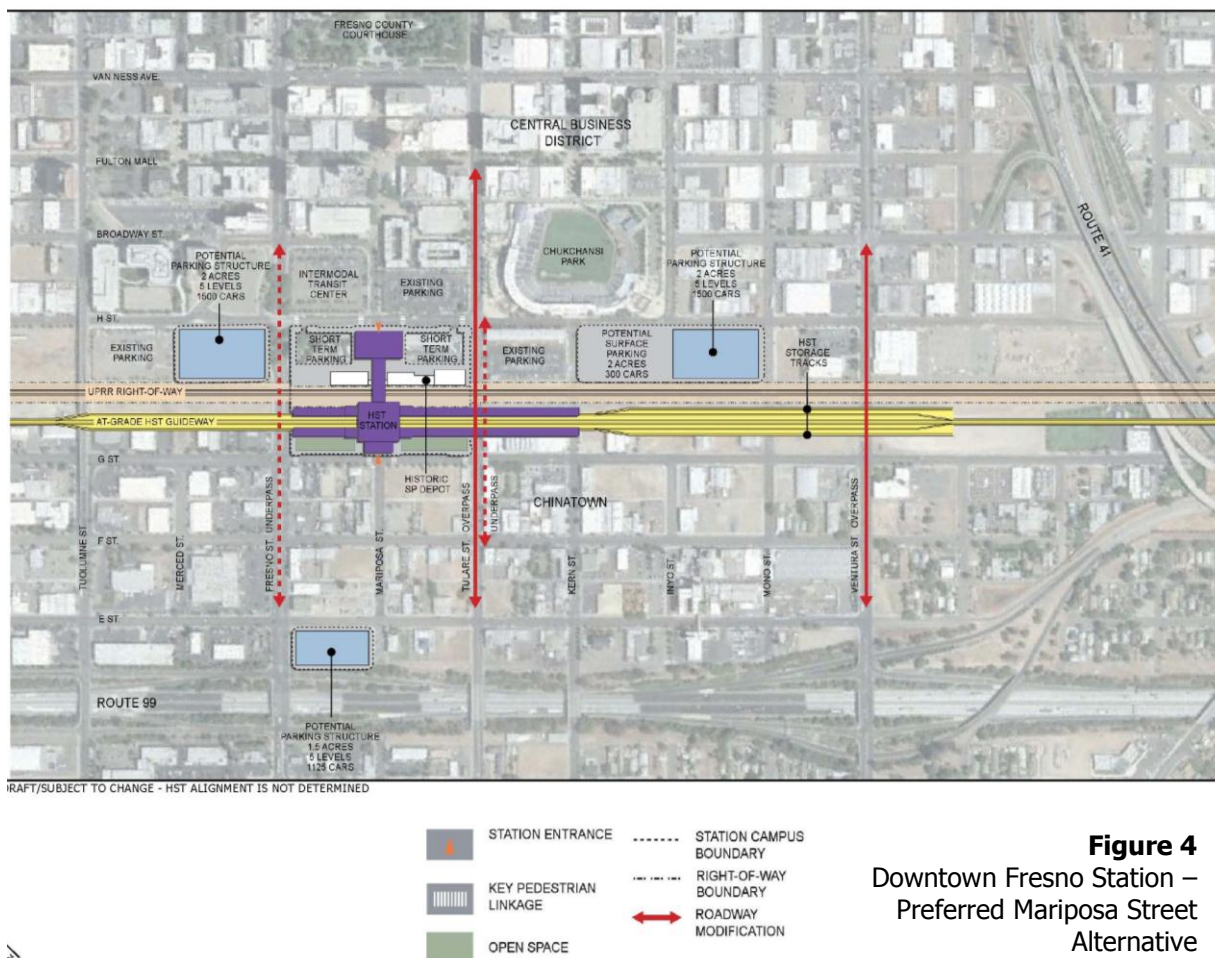 FRESNO COUNTY
COURTHOUSE
VAN NESS AVE.
CENTRAL BUSINESS
DISTRICT
FULTON MALL
ROUTE 41
BROADWAY ST.
POTENTIAL
PARKING STRUCTURE
2 ACRES
5 LEVELS
1500 CARS
INTERMODAL
TRANSIT
CENTER
EXISTING
PARKING
CHUKCHANSI
PARK
POTENTIAL
PARKING STRUCTURE
2 ACRES
5 LEVELS
1500 CARS
H ST.
EXISTING
PARKING
SHORT
TERM
PARKING
SHORT
TERM
PARKING
EXISTING
PARKING
POTENTIAL
SURFACE
PARKING
2 ACRES
300 CARS
HST
STORAGE
TRACKS
UPRR RIGHT-OF-WAY
AT-GRADE HST GUIDEWAY
HST
STATION
G ST.
HISTORIC
SP DEPOT
CHINATOWN
TUOLUMNE ST.
F ST.
MERCED ST.
FRESNO ST. UNDERPASS
MARIPOSA ST.
TULARE ST. OVERPASS
UNDERPASS
KERN ST.
INYO ST.
MONO ST.
VENTURA ST OVERPASS
E ST.
ROUTE 99
POTENTIAL
PARKING STRUCTURE
1.5 ACRES
5 LEVELS
1125 CARS
DRAFT/SUBJECT TO CHANGE - HST ALIGNMENT IS NOT DETERMINED
STATION ENTRANCE
KEY PEDESTRIAN
LINKAGE
OPEN SPACE
STATION CAMPUS
BOUNDARY
RIGHT-OF-WAY
BOUNDARY
ROADWAY
MODIFICATION
Figure 4
Downtown Fresno Station –
Preferred Mariposa Street
Alternative